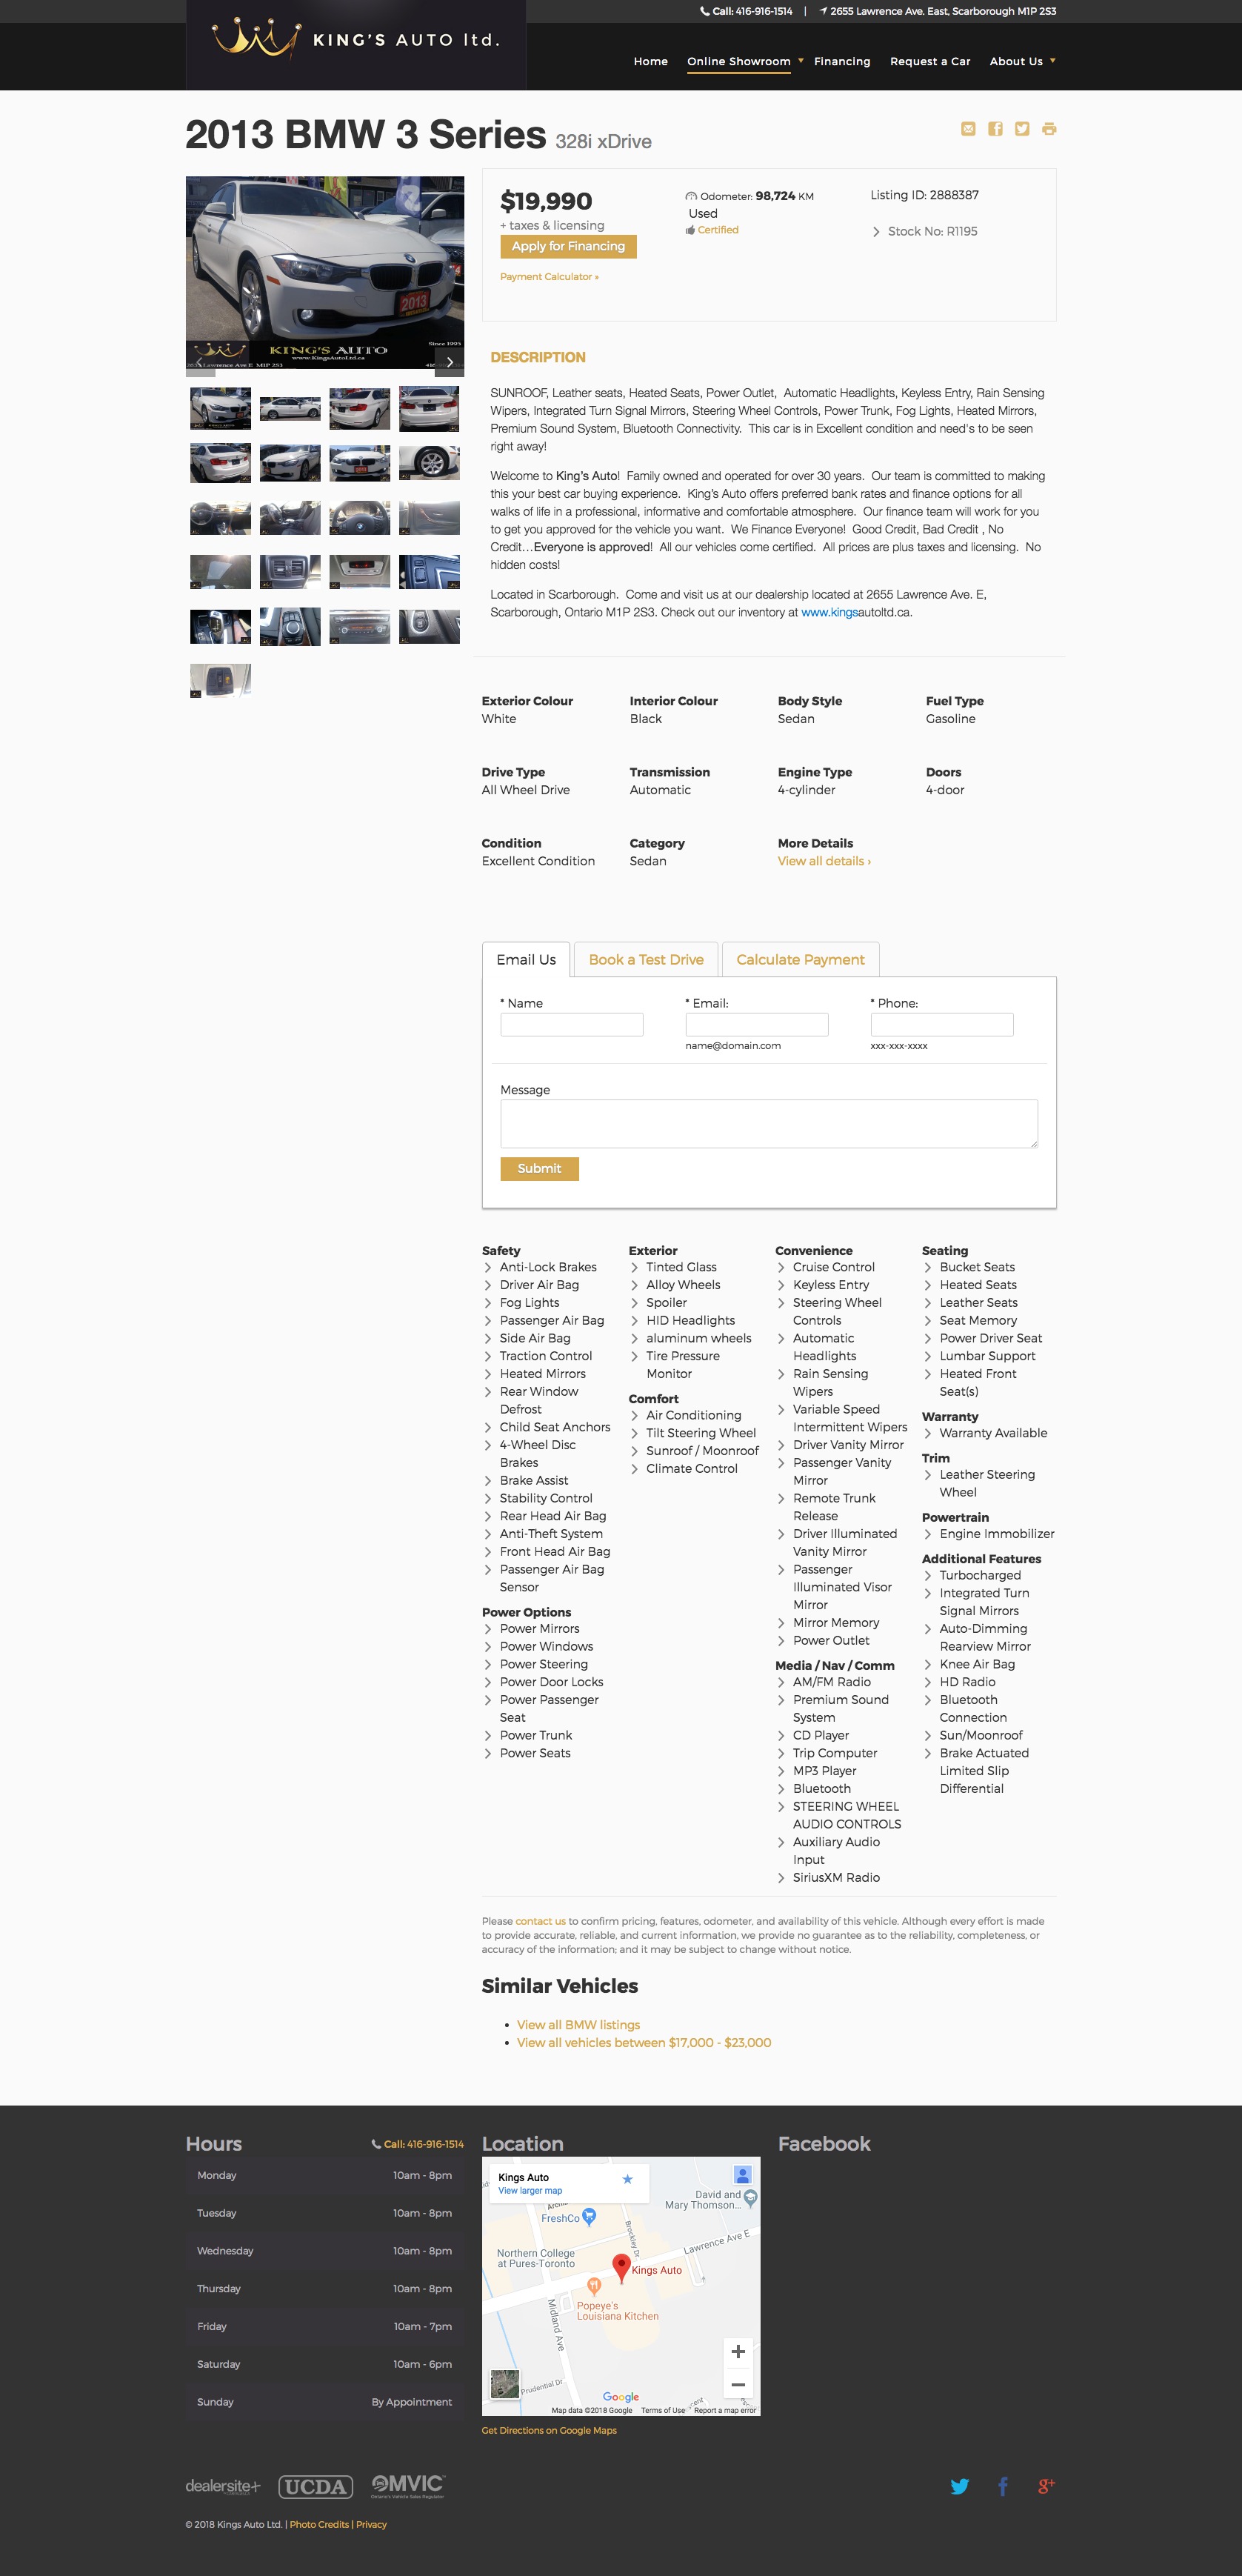 Call: 416-916-1514 | 2655 Lawrence Ave. East, Scarborough M1P 2S3
KING'S AUTO ltd.
Home Online Showroom Financing Request a Car About Us
2013 BMW 3 Series 328i xDrive
2013
Since 1993
KING'S AUTO
www.KingsAutoltd.ca
$19,990
+ taxes & licensing
Apply for Financing
Payment Calculator »
Odometer: 98,724 KM
Used
Certified
Listing ID: 2888387
Stock No: R1195
DESCRIPTION
SUNROOF, Leather seats, Heated Seats, Power Outlet, Automatic Headlights, Keyless Entry, Rain Sensing
Wipers, Integrated Turn Signal Mirrors, Steering Wheel Controls, Power Trunk, Fog Lights, Heated Mirrors,
Premium Sound System, Bluetooth Connectivity. This car is in Excellent condition and need's to be seen
right away!
Welcome to King's Auto! Family owned and operated for over 30 years. Our team is committed to making
this your best car buying experience. King's Auto offers preferred bank rates and finance options for all
walks of life in a professional, informative and comfortable atmosphere. Our finance team will work for you
to get you approved for the vehicle you want. We Finance Everyone! Good Credit, Bad Credit , No
Credit…Everyone is approved! All our vehicles come certified. All prices are plus taxes and licensing. No
hidden costs!
Located in Scarborough. Come and visit us at our dealership located at 2655 Lawrence Ave. E,
Scarborough, Ontario M1P 2S3. Check out our inventory at www.kingsautoltd.ca.
Exterior Colour
White
Interior Colour
Black
Body Style
Sedan
Fuel Type
Gasoline
Drive Type
All Wheel Drive
Transmission
Automatic
Engine Type
4-cylinder
Doors
4-door
Condition
Excellent Condition
Category
Sedan
More Details
View all details ›
Email Us
Book a Test Drive
Calculate Payment
* Name
* Email:
name@domain.com
* Phone:
xxx-xxx-xxxx
Message
Submit
Safety
Anti-Lock Brakes
Driver Air Bag
Fog Lights
Passenger Air Bag
Side Air Bag
Traction Control
Heated Mirrors
Rear Window
Defrost
Child Seat Anchors
4-Wheel Disc
Brakes
Brake Assist
Stability Control
Rear Head Air Bag
Anti-Theft System
Front Head Air Bag
Passenger Air Bag
Sensor
Power Options
Power Mirrors
Power Windows
Power Steering
Power Door Locks
Power Passenger
Seat
Power Trunk
Power Seats
Exterior
Tinted Glass
Alloy Wheels
Spoiler
HID Headlights
aluminum wheels
Tire Pressure
Monitor
Comfort
Air Conditioning
Tilt Steering Wheel
Sunroof / Moonroof
Climate Control
Convenience
Cruise Control
Keyless Entry
Steering Wheel
Controls
Automatic
Headlights
Rain Sensing
Wipers
Variable Speed
Intermittent Wipers
Driver Vanity Mirror
Passenger Vanity
Mirror
Remote Trunk
Release
Driver Illuminated
Vanity Mirror
Passenger
Illuminated Visor
Mirror
Mirror Memory
Power Outlet
Media / Nav / Comm
AM/FM Radio
Premium Sound
System
CD Player
Trip Computer
MP3 Player
Bluetooth
STEERING WHEEL
AUDIO CONTROLS
Auxiliary Audio
Input
SiriusXM Radio
Seating
Bucket Seats
Heated Seats
Leather Seats
Seat Memory
Power Driver Seat
Lumbar Support
Heated Front
Seat(s)
Warranty
Warranty Available
Trim
Leather Steering
Wheel
Powertrain
Engine Immobilizer
Additional Features
Turbocharged
Integrated Turn
Signal Mirrors
Auto-Dimming
Rearview Mirror
Knee Air Bag
HD Radio
Bluetooth
Connection
Sun/Moonroof
Brake Actuated
Limited Slip
Differential
Please contact us to confirm pricing, features, odometer, and availability of this vehicle. Although every effort is made
to provide accurate, reliable, and current information, we provide no guarantee as to the reliability, completeness, or
accuracy of the information; and it may be subject to change without notice.
Similar Vehicles
View all BMW listings
View all vehicles between $17,000 - $23,000
Hours
Call: 416-916-1514
Monday 10am - 8pm
Tuesday 10am - 8pm
Wednesday 10am - 8pm
Thursday 10am - 8pm
Friday 10am - 7pm
Saturday 10am - 6pm
Sunday By Appointment
Location
Kings Auto
View larger map
David and
Mary Thomson...
FreshCo
Brockley Dr
Lawrence Ave E
Northern College
at Pures-Toronto
Kings Auto
Popeye's
Louisiana Kitchen
Midland Ave
Prudential Dr
Google
Map data ©2018 Google Terms of Use Report a map error
Get Directions on Google Maps
Facebook
dealersite+
UCDA
OMVIC
Ontario's Vehicle Sales Regulator
© 2018 Kings Auto Ltd. | Photo Credits | Privacy